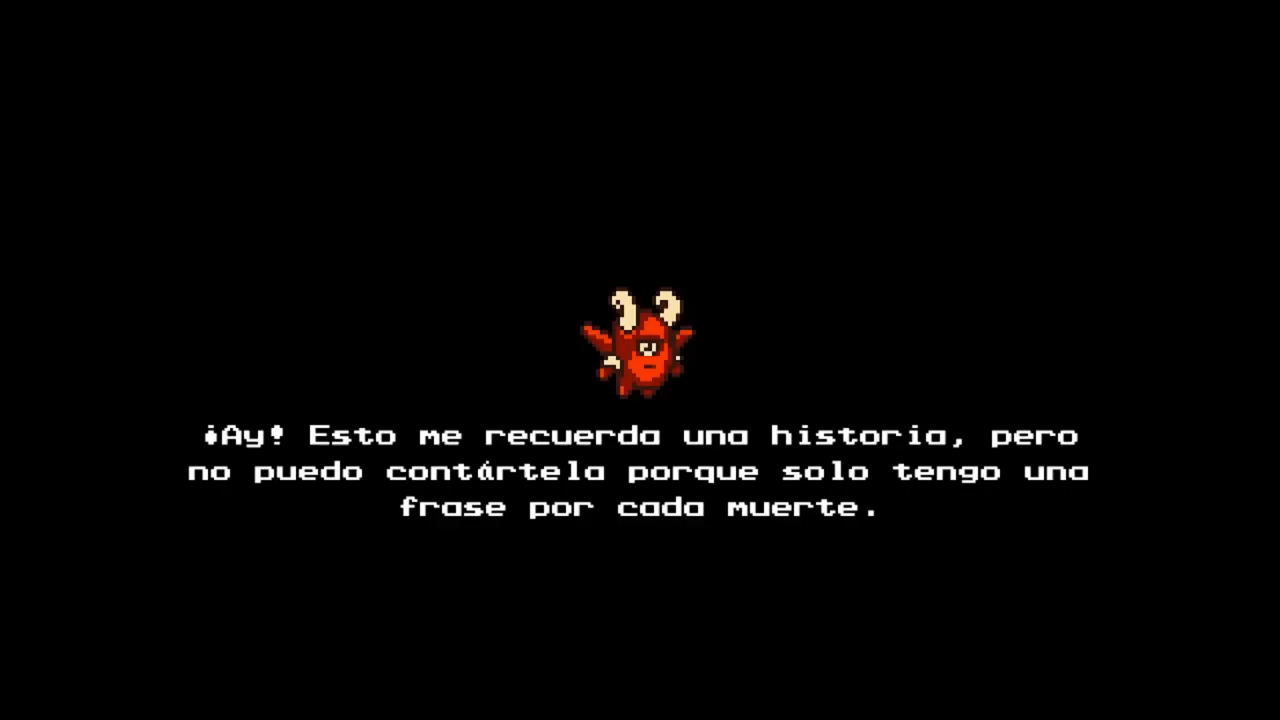 ¡Ay! Esto me recuerda una historia, pero
no puedo contártela porque solo tengo una
frase por cada muerte.